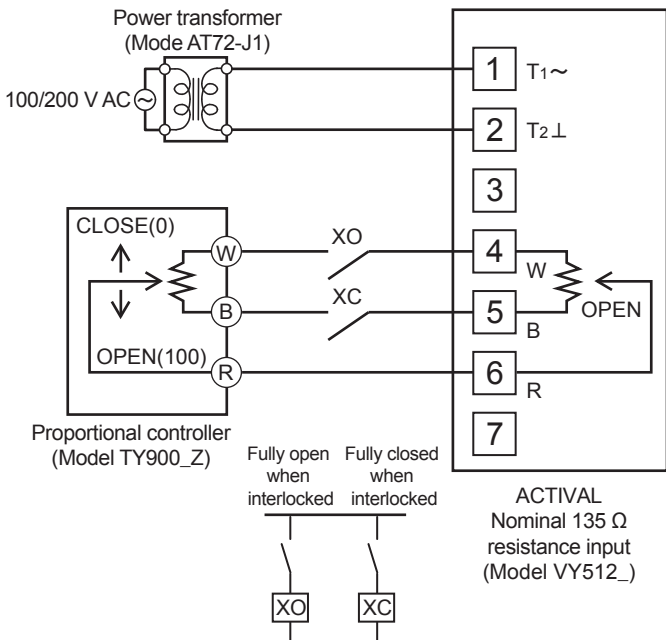 Power transformer
(Mode AT72-J1)
100/200 V AC
1 T1～
2 T2⊥
3
CLOSE(0)
W
XO
4
W
B
XC
5
B
OPEN
OPEN(100)
R
6
R
7
Proportional controller
(Model TY900_Z)
Fully open
when
interlocked
Fully closed
when
interlocked
XO
XC
ACTIVAL
Nominal 135 Ω
resistance input
(Model VY512_)